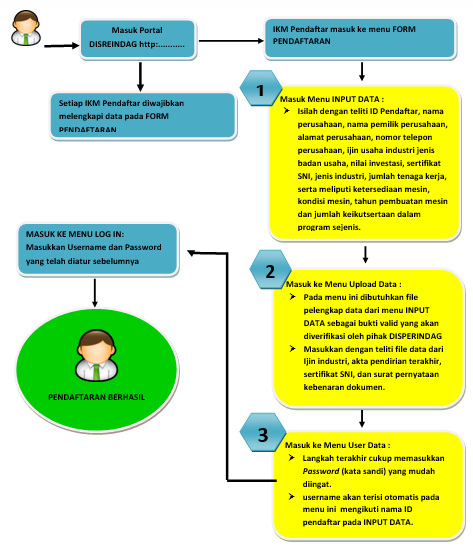 Masuk Portal
DISREINDAG http:...........
IKM Pendaftar masuk ke menu FORM
PENDAFTARAN
Setiap IKM Pendaftar diwajibkan
melengkapi data pada FORM
PENDAFTARAN
1
Masuk Menu INPUT DATA :
➢ Isilah dengan teliti ID Pendaftar, nama
perusahaan, nama pemilik perusahaan,
alamat perusahaan, nomor telepon
perusahaan, ijin usaha industri jenis
badan usaha, nilai investasi, sertifikat
SNI, jenis industri, jumlah tenaga kerja,
serta meliputi ketersediaan mesin,
kondisi mesin, tahun pembuatan mesin
dan jumlah keikutsertaan dalam
program sejenis.
2
Masuk ke Menu Upload Data :
➢ Pada menu ini dibutuhkan file
pelengkap data dari menu INPUT
DATA sebagai bukti valid yang akan
diverifikasi oleh pihak DISPERINDAG
➢ Masukkan dengan teliti file data dari
Ijin industri, akta pendirian terakhir,
sertifikat SNI, dan surat pernyataan
kebenaran dokumen.
3
Masuk ke Menu User Data :
➢ Langkah terakhir cukup memasukkan
Password (kata sandi) yang mudah
diingat.
➢ username akan terisi otomatis pada
menu ini mengikuti nama ID
pendaftar pada INPUT DATA.
MASUK KE MENU LOG IN:
Masukkan Username dan Password
yang telah diatur sebelumnya
PENDAFTARAN BERHASIL